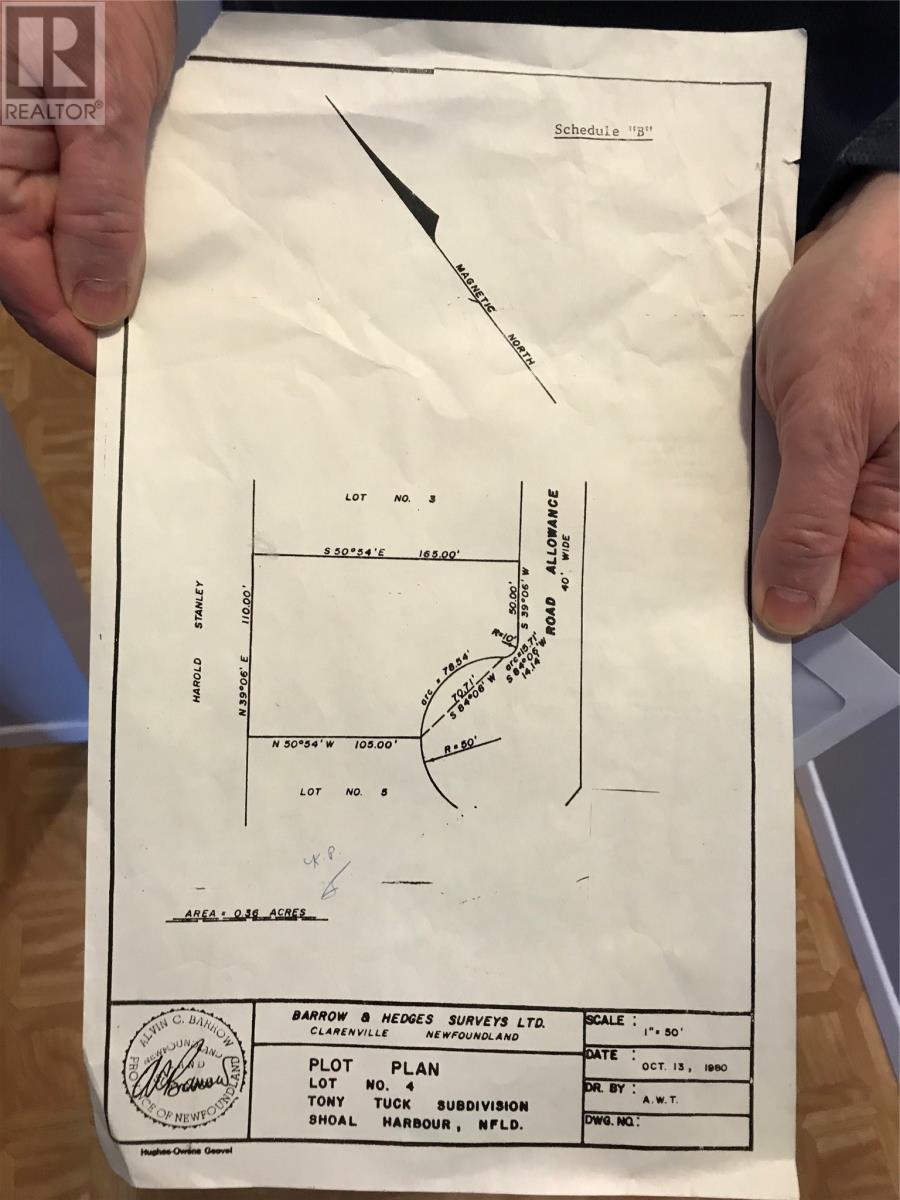 REALTOR®
Schedule "B"
MAGNETIC NORTH
LOT NO. 3
S 50°54'E 165.00'
ROAD ALLOWANCE
40' WIDE
50.00'
S 39°06' W
HAROLD STANLEY
N 39°06' E 110.00'
R=10'
arc=15.71'
S 84°06' W
14.14'
arc = 78.54'
70.71'
S 84°06' W
N 50°54' W 105.00'
R=50'
LOT NO. 5
AREA = 0.36 ACRES
BARROW & HEDGES SURVEYS LTD.
CLARENVILLE NEWFOUNDLAND
PLOT PLAN
LOT NO. 4
TONY TUCK SUBDIVISION
SHOAL HARBOUR, NFLD.
SCALE :
1"= 50'
DATE :
OCT. 13, 1980
DR. BY :
A.W.T.
DWG. NO:
ALVIN C. BARROW
NEWFOUNDLAND
LAND
PROVINCE OF NEWFOUNDLAND
Hughes-Owens Geavel